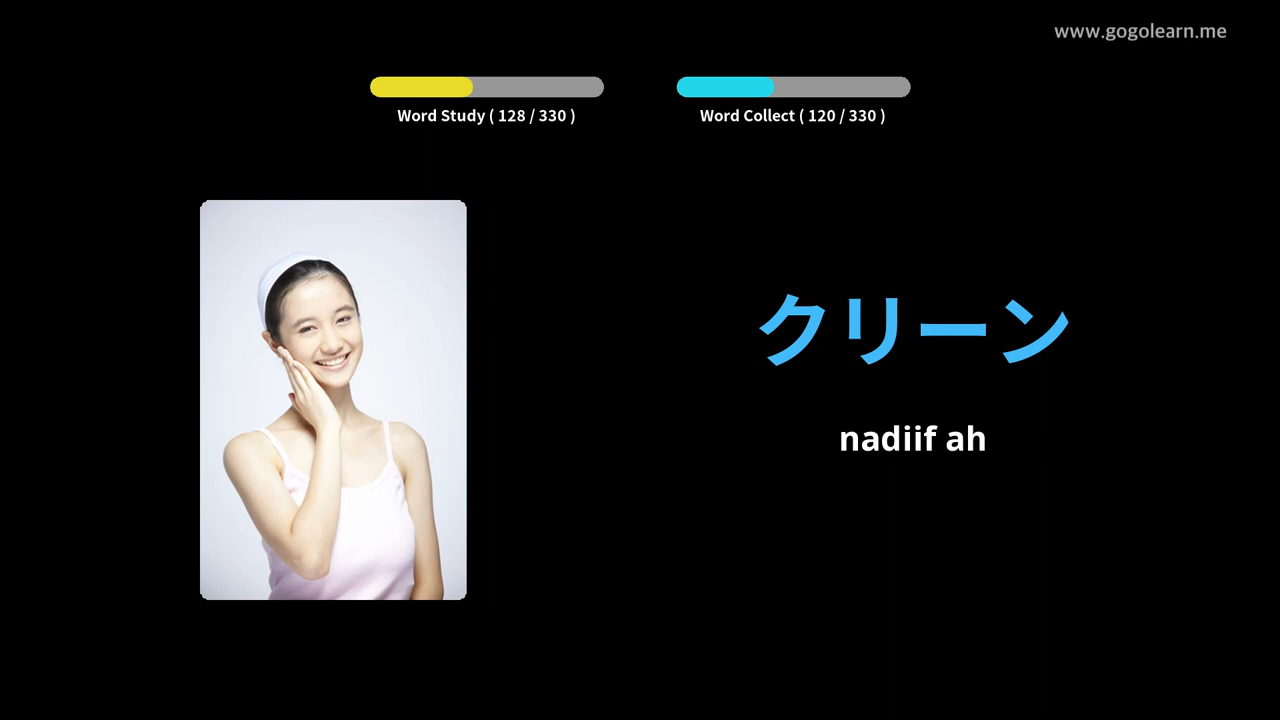 www.gogolearn.me
Word Study ( 128 / 330 )
Word Collect ( 120 / 330 )
クリーン
nadiif ah